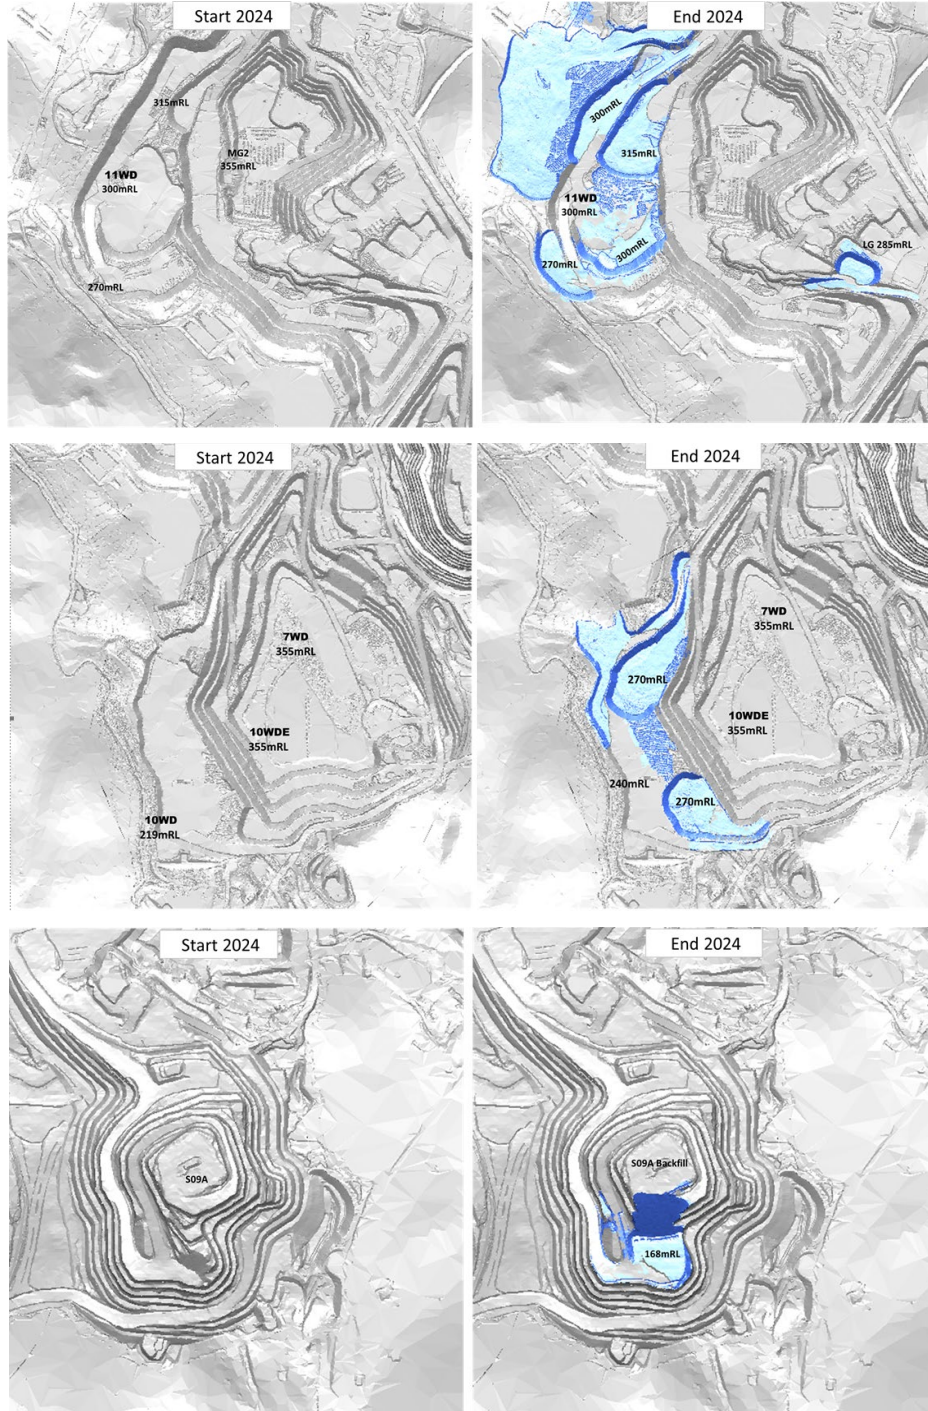 Start 2024
315mRL
MG2
355mRL
11WD
300mRL
270mRL
End 2024
300mRL
315mRL
11WD
300mRL
300mRL
270mRL
LG 285mRL
Start 2024
7WD
355mRL
10WDE
355mRL
10WD
219mRL
End 2024
7WD
355mRL
270mRL
10WDE
355mRL
240mRL
270mRL
Start 2024
S09A
End 2024
S09A Backfill
168mRL